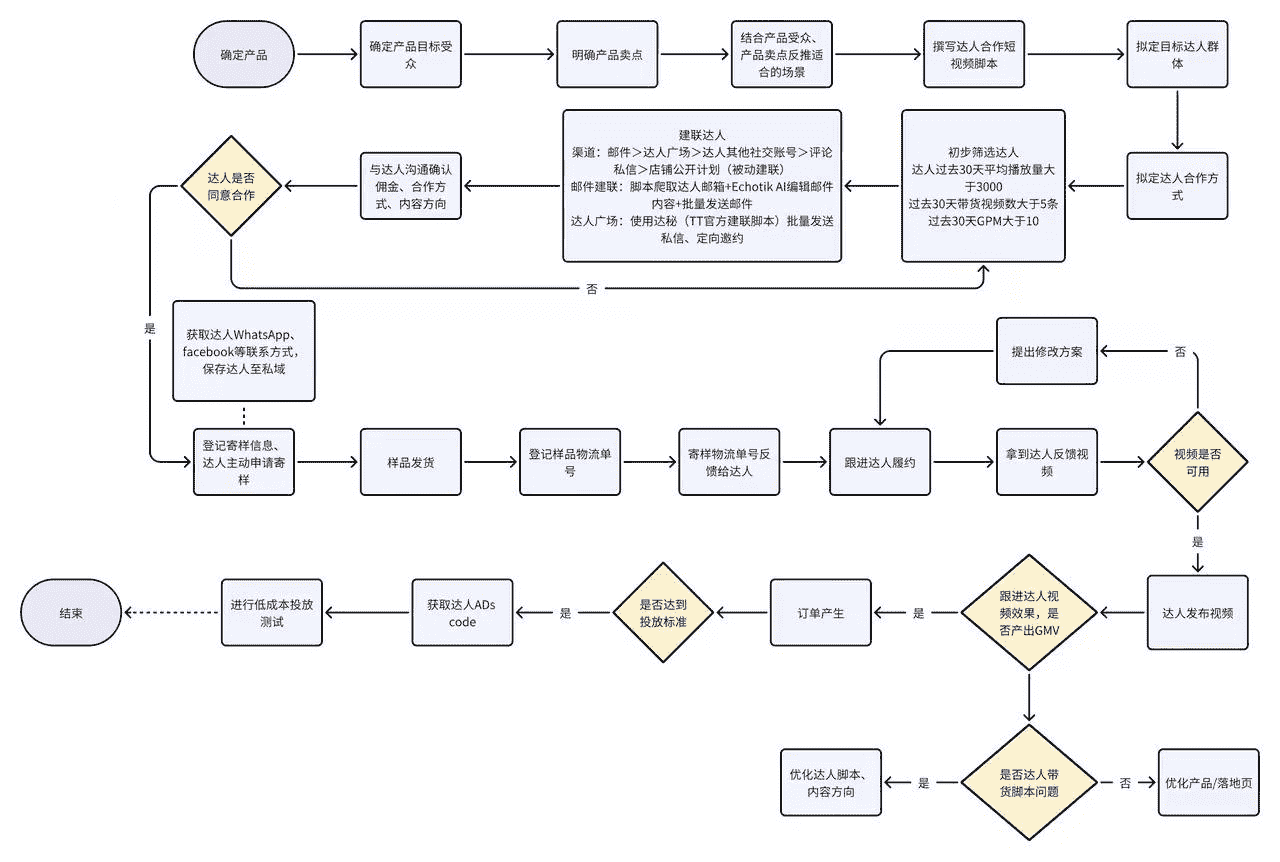 确定产品
确定产品目标受
众
明确产品卖点
结合产品受众、
产品卖点反推适
合的场景
撰写达人合作短
视频脚本
拟定目标达人群
体
达人是否
同意合作
与达人沟通确认
佣金、合作方
式、内容方向
建联达人
渠道：邮件＞达人广场＞达人其他社交账号＞评论
私信＞店铺公开计划（被动建联）
邮件建联：脚本爬取达人邮箱+Echotik AI编辑邮件
内容+批量发送邮件
达人广场：使用达秘（TT官方建联脚本）批量发送
私信、定向邀约
初步筛选达人
达人过去30天平均播放量大
于3000
过去30天带货视频数大于5条
过去30天GPM大于10
拟定达人合作方
式
否
是
获取达人WhatsApp、
facebook等联系方式，
保存达人至私域
提出修改方案
否
登记寄样信息、
达人主动申请寄
样
样品发货
登记样品物流单
号
寄样物流单号反
馈给达人
跟进达人履约
拿到达人反馈视
频
视频是否
可用
是
结束
进行低成本投放
测试
获取达人ADs
code
是
是否达到
投放标准
订单产生
是
跟进达人视
频效果，是
否产出GMV
达人发布视频
优化达人脚本、
内容方向
是
是否达人带
货脚本问题
否
优化产品/落地页